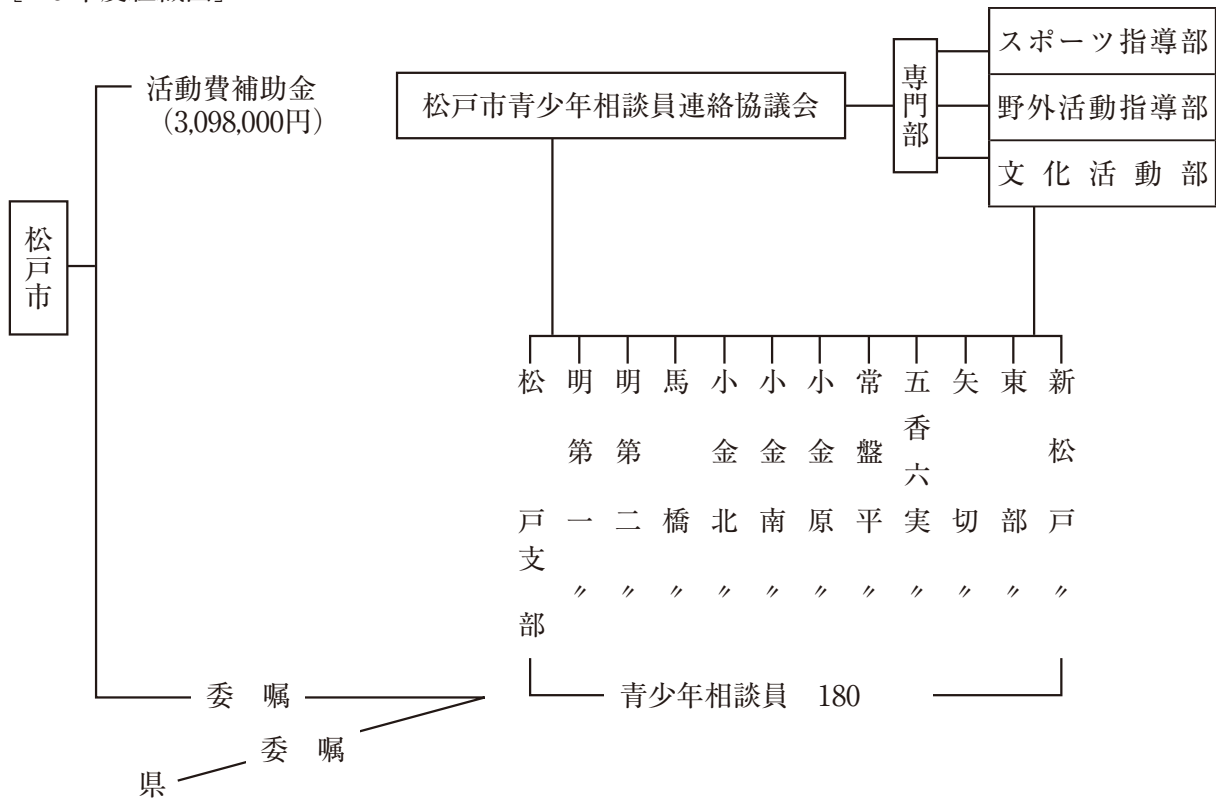 活動費補助金
(3,098,000円)
松戸市
松戸市青少年相談員連絡協議会
専門部
スポーツ指導部
野外活動指導部
文化活動部
松戸支部
明第一〃
明第二〃
馬橋〃
小金北〃
小金南〃
小金原〃
常盤平〃
五香六実〃
矢切〃
東部〃
新松戸〃
青少年相談員 180
委嘱
委嘱
県